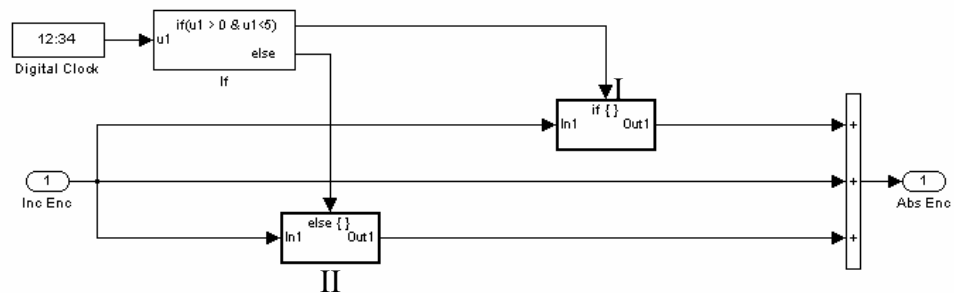 12:34
Digital Clock
u1
if(u1 > 0 & u1<5)
else
If
I
if { }
In1
Out1
+
1
Inc Enc
+
1
Abs Enc
else { }
In1
Out1
+
II